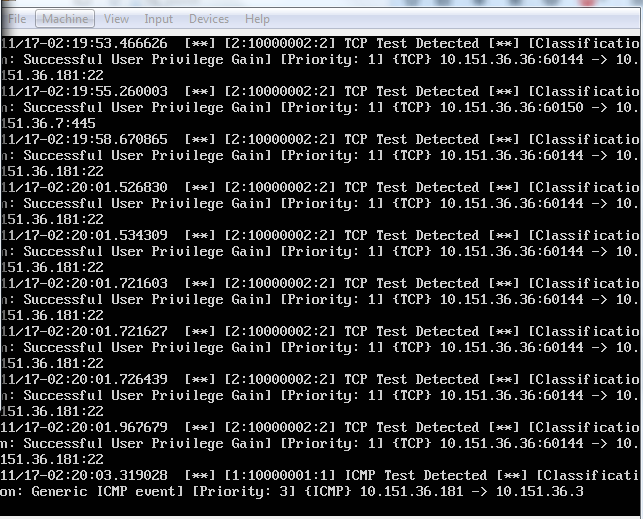 File Machine View Input Devices Help
11/17-02:19:53.466626  [**] [2:10000002:2] TCP Test Detected [**] [Classificatio
n: Successful User Privilege Gain] [Priority: 1] {TCP} 10.151.36.36:60144 -> 10.
151.36.181:22
11/17-02:19:55.260003  [**] [2:10000002:2] TCP Test Detected [**] [Classificatio
n: Successful User Privilege Gain] [Priority: 1] {TCP} 10.151.36.36:60150 -> 10.
151.36.7:445
11/17-02:19:58.670865  [**] [2:10000002:2] TCP Test Detected [**] [Classificatio
n: Successful User Privilege Gain] [Priority: 1] {TCP} 10.151.36.36:60144 -> 10.
151.36.181:22
11/17-02:20:01.526830  [**] [2:10000002:2] TCP Test Detected [**] [Classificatio
n: Successful User Privilege Gain] [Priority: 1] {TCP} 10.151.36.36:60144 -> 10.
151.36.181:22
11/17-02:20:01.534309  [**] [2:10000002:2] TCP Test Detected [**] [Classificatio
n: Successful User Privilege Gain] [Priority: 1] {TCP} 10.151.36.36:60144 -> 10.
151.36.181:22
11/17-02:20:01.721603  [**] [2:10000002:2] TCP Test Detected [**] [Classificatio
n: Successful User Privilege Gain] [Priority: 1] {TCP} 10.151.36.36:60144 -> 10.
151.36.181:22
11/17-02:20:01.721627  [**] [2:10000002:2] TCP Test Detected [**] [Classificatio
n: Successful User Privilege Gain] [Priority: 1] {TCP} 10.151.36.36:60144 -> 10.
151.36.181:22
11/17-02:20:01.726439  [**] [2:10000002:2] TCP Test Detected [**] [Classificatio
n: Successful User Privilege Gain] [Priority: 1] {TCP} 10.151.36.36:60144 -> 10.
151.36.181:22
11/17-02:20:01.967679  [**] [2:10000002:2] TCP Test Detected [**] [Classificatio
n: Successful User Privilege Gain] [Priority: 1] {TCP} 10.151.36.36:60144 -> 10.
151.36.181:22
11/17-02:20:03.319028  [**] [1:10000001:1] ICMP Test Detected [**] [Classificati
on: Generic ICMP event] [Priority: 3] {ICMP} 10.151.36.181 -> 10.151.36.3